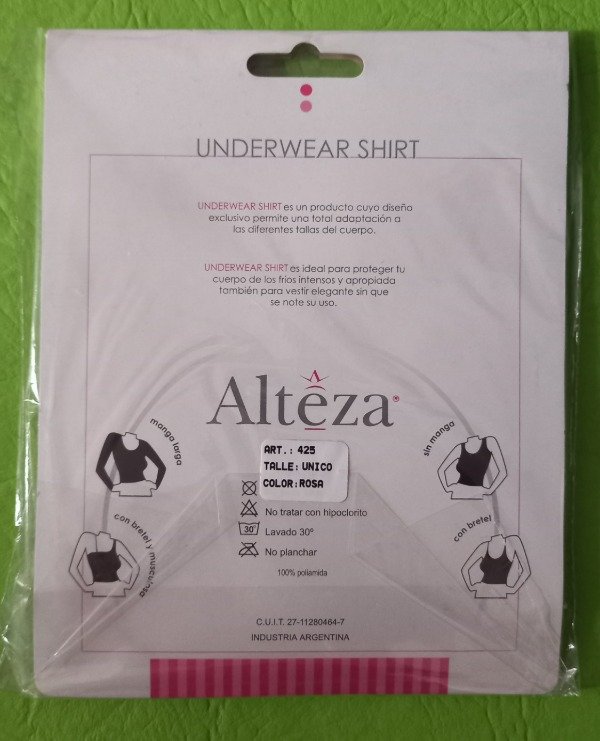 UNDERWEAR SHIRT
UNDERWEAR SHIRT es un producto cuyo diseño
exclusivo permite una total adaptación a
las diferentes tallas del cuerpo.
UNDERWEAR SHIRT es ideal para proteger tu
cuerpo de los fríos intensos y apropiada
también para vestir elegante sin que
se note su uso.
Altêza®
manga larga
sin manga
ART.: 425
TALLE: UNICO
COLOR:ROSA
No tratar con hipoclorito
30° Lavado 30º
No planchar
con bretel y musculosa
con bretel
100% poliamida
C.U.I.T. 27-11280464-7
INDUSTRIA ARGENTINA